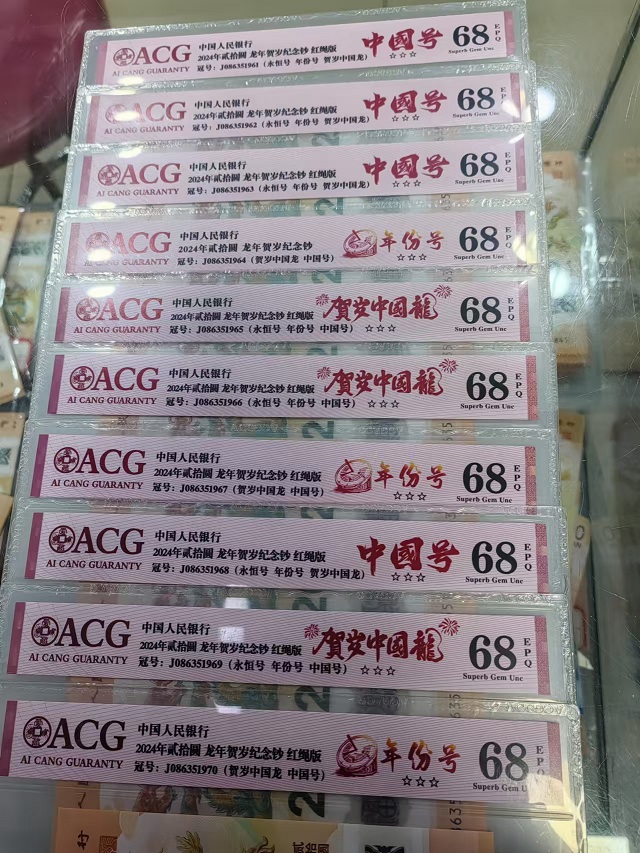 ACG
AI CANG GUARANTY
中国人民银行
2024年贰拾圆 龙年贺岁纪念钞 红绳版
冠号：J086351961（永恒号 年份号 贺岁中国龙）
中國号
☆☆☆
68
EPQ
Superb Gem Unc
ACG
AI CANG GUARANTY
中国人民银行
2024年贰拾圆 龙年贺岁纪念钞 红绳版
冠号：J086351962（永恒号 年份号 贺岁中国龙）
中國号
☆☆☆
68
EPQ
Superb Gem Unc
ACG
AI CANG GUARANTY
中国人民银行
2024年贰拾圆 龙年贺岁纪念钞 红绳版
冠号：J086351963（永恒号 年份号 贺岁中国龙）
中國号
☆☆☆
68
EPQ
Superb Gem Unc
ACG
AI CANG GUARANTY
中国人民银行
2024年贰拾圆 龙年贺岁纪念钞
冠号：J086351964（贺岁中国龙 中国号）
年份号
☆☆☆
68
EPQ
Superb Gem Unc
ACG
AI CANG GUARANTY
中国人民银行
2024年贰拾圆 龙年贺岁纪念钞 红绳版
冠号：J086351965（永恒号 年份号 中国号）
賀岁中国龍
☆☆☆
68
EPQ
Superb Gem Unc
ACG
AI CANG GUARANTY
中国人民银行
2024年贰拾圆 龙年贺岁纪念钞 红绳版
冠号：J086351966（永恒号 年份号 中国号）
賀岁中国龍
☆☆☆
68
EPQ
Superb Gem Unc
ACG
AI CANG GUARANTY
中国人民银行
2024年贰拾圆 龙年贺岁纪念钞 红绳版
冠号：J086351967（贺岁中国龙 中国号）
年份号
☆☆☆
68
EPQ
Superb Gem Unc
ACG
AI CANG GUARANTY
中国人民银行
2024年贰拾圆 龙年贺岁纪念钞 红绳版
冠号：J086351968（永恒号 年份号 贺岁中国龙）
中國号
☆☆☆
68
EPQ
Superb Gem Unc
ACG
AI CANG GUARANTY
中国人民银行
2024年贰拾圆 龙年贺岁纪念钞 红绳版
冠号：J086351969（永恒号 年份号 中国号）
賀岁中国龍
☆☆☆
68
EPQ
Superb Gem Unc
ACG
AI CANG GUARANTY
中国人民银行
2024年贰拾圆 龙年贺岁纪念钞 红绳版
冠号：J086351970（贺岁中国龙 中国号）
年份号
☆☆☆
68
EPQ
Superb Gem U